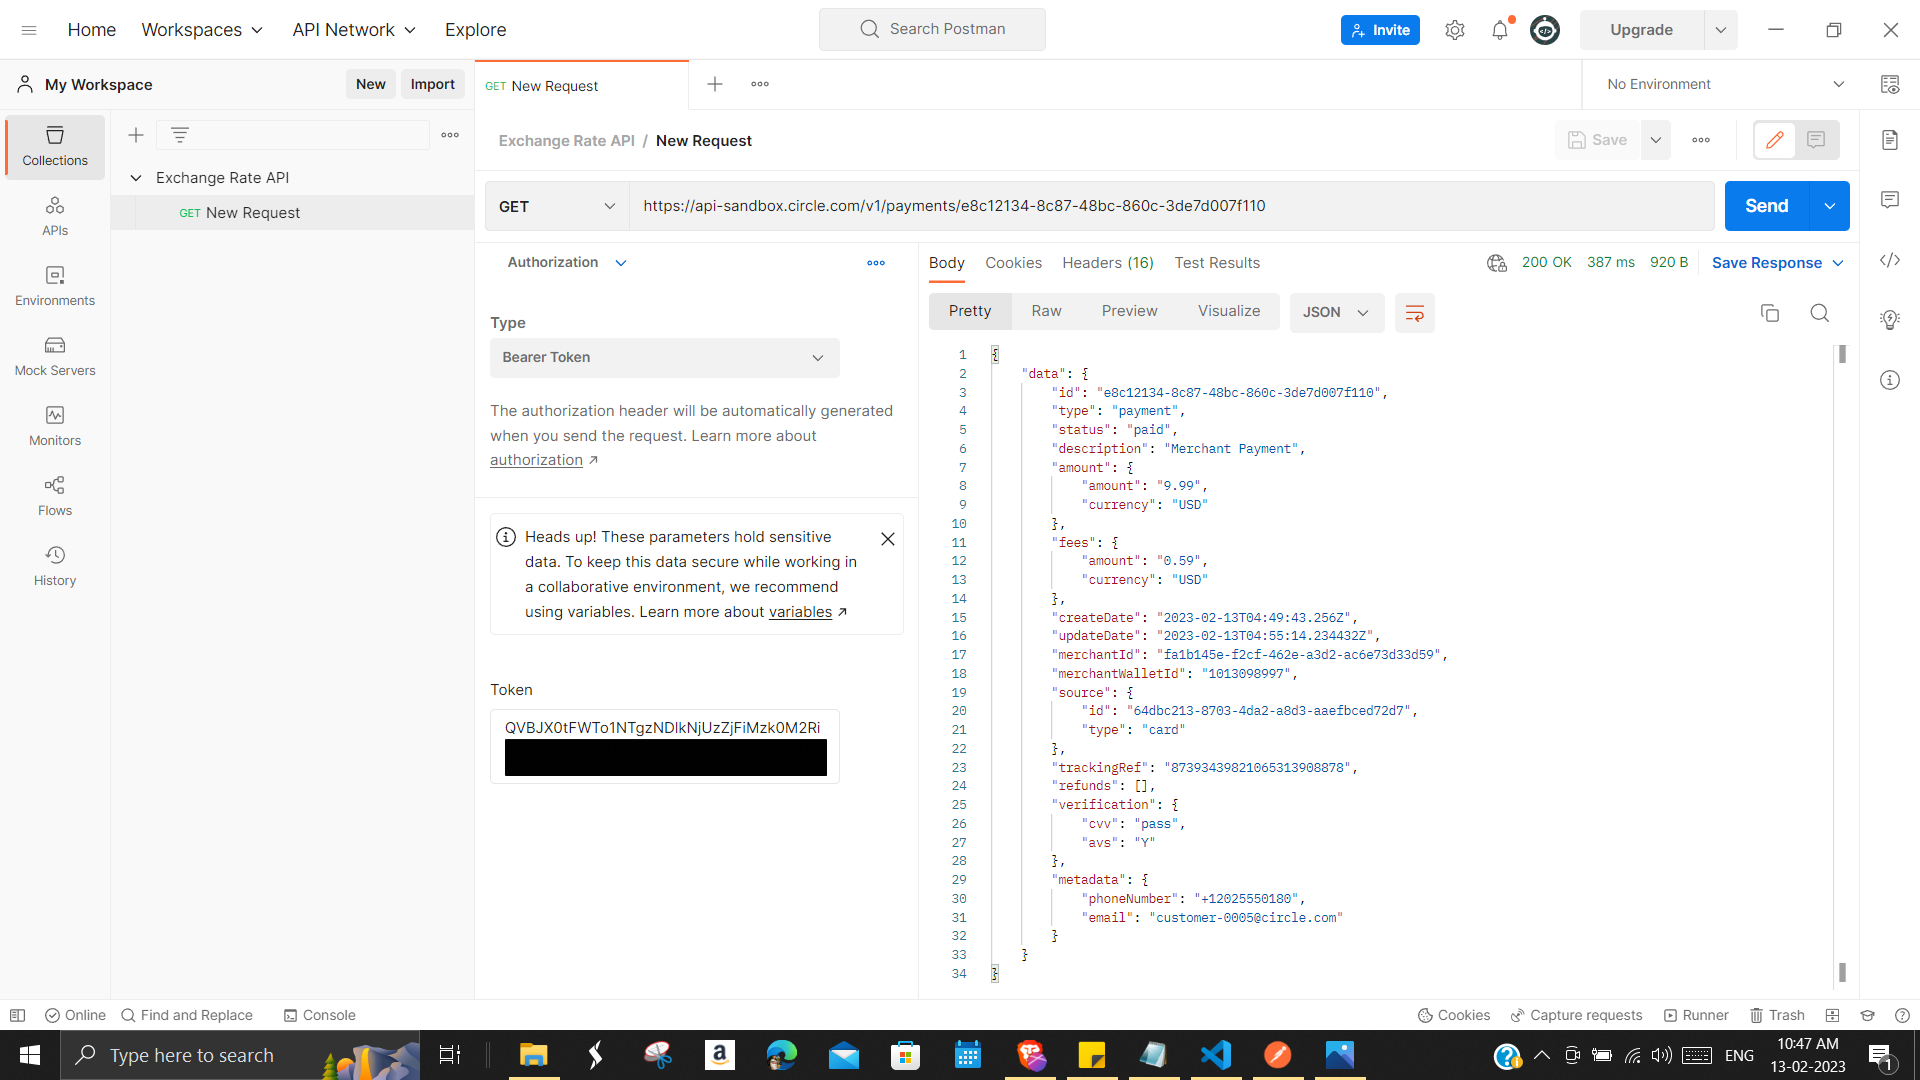 Home
Workspaces
API Network
Explore
Search Postman
Invite
Upgrade
My Workspace
New
Import
GET New Request
No Environment
Collections
APIs
Environments
Mock Servers
Monitors
Flows
History
Exchange Rate API
GET New Request
Exchange Rate API / New Request
Save
GET
https://api-sandbox.circle.com/v1/payments/e8c12134-8c87-48bc-860c-3de7d007f110
Send
Authorization
Type
Bearer Token
The authorization header will be automatically generated
when you send the request. Learn more about
authorization ↗
Heads up! These parameters hold sensitive
data. To keep this data secure while working in
a collaborative environment, we recommend
using variables. Learn more about variables ↗
Token
QVBJX0tFWTo1NTgzNDlkNjUzZjFiMzk0M2Ri
Body
Cookies
Headers (16)
Test Results
200 OK
387 ms
920 B
Save Response
Pretty
Raw
Preview
Visualize
JSON
1 {
2 "data": {
3 "id": "e8c12134-8c87-48bc-860c-3de7d007f110",
4 "type": "payment",
5 "status": "paid",
6 "description": "Merchant Payment",
7 "amount": {
8 "amount": "9.99",
9 "currency": "USD"
10 },
11 "fees": {
12 "amount": "0.59",
13 "currency": "USD"
14 },
15 "createDate": "2023-02-13T04:49:43.256Z",
16 "updateDate": "2023-02-13T04:55:14.234432Z",
17 "merchantId": "fa1b145e-f2cf-462e-a3d2-ac6e73d33d59",
18 "merchantWalletId": "1013098997",
19 "source": {
20 "id": "64dbc213-8703-4da2-a8d3-aaefbced72d7",
21 "type": "card"
22 },
23 "trackingRef": "87393439821065313908878",
24 "refunds": [],
25 "verification": {
26 "cvv": "pass",
27 "avs": "Y"
28 },
29 "metadata": {
30 "phoneNumber": "+12025550180",
31 "email": "customer-0005@circle.com"
32 }
33 }
34 }
Online
Find and Replace
Console
Cookies
Capture requests
Runner
Trash
Type here to search
ENG
10:47 AM
13-02-2023
1